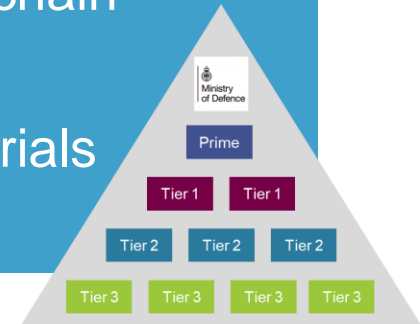 rials
Ministry
of Defence
Prime
Tier 1 Tier 1
Tier 2 Tier 2 Tier 2
Tier 3 Tier 3 Tier 3 Tier 3